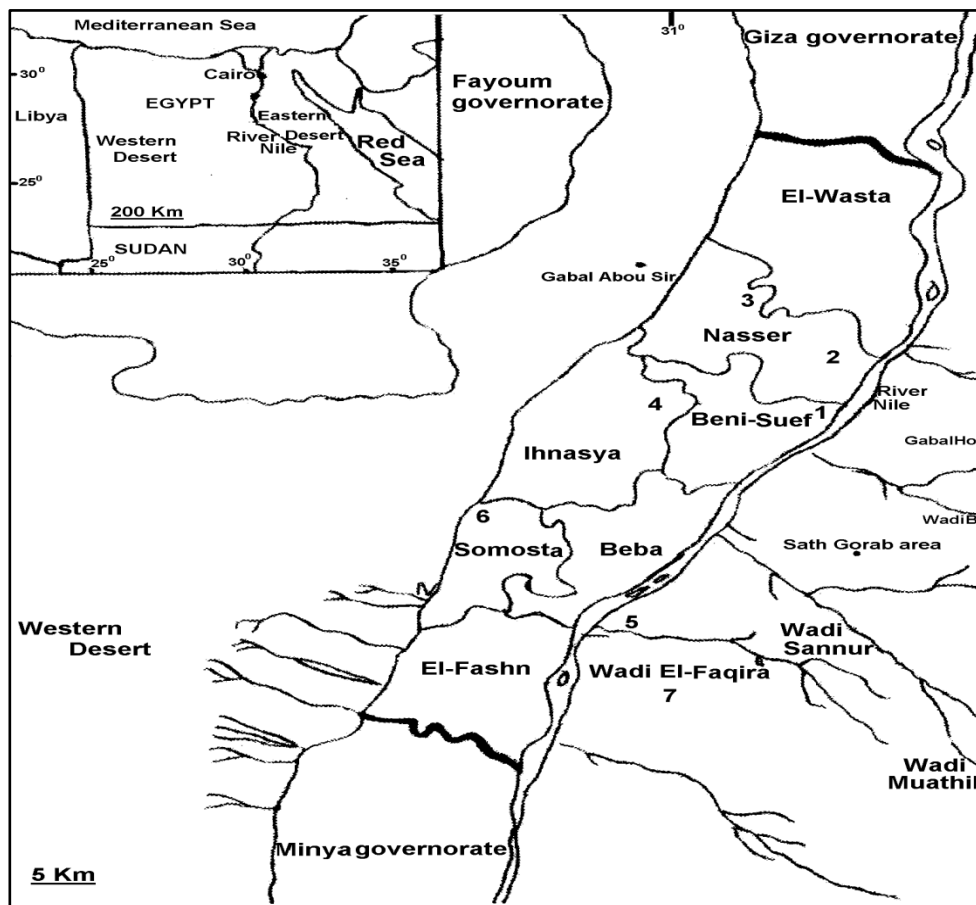 Mediterranean Sea
30°
Cairo
Libya
EGYPT
Eastern
Desert
River
Nile
Western
Desert
Red
Sea
25°
200 Km
SUDAN
25°
30°
35°
31°
Giza governorate
Fayoum
governorate
El-Wasta
Gabal Abou Sir
3
Nasser
2
4
1
River
Nile
Beni-Suef
Ihnasya
6
Somosta
Beba
Sath Gorab area
5
Wadi
Sannur
Western
Desert
El-Fashn
Wadi El-Faqira
7
Wadi
Minya governorate
5 Km